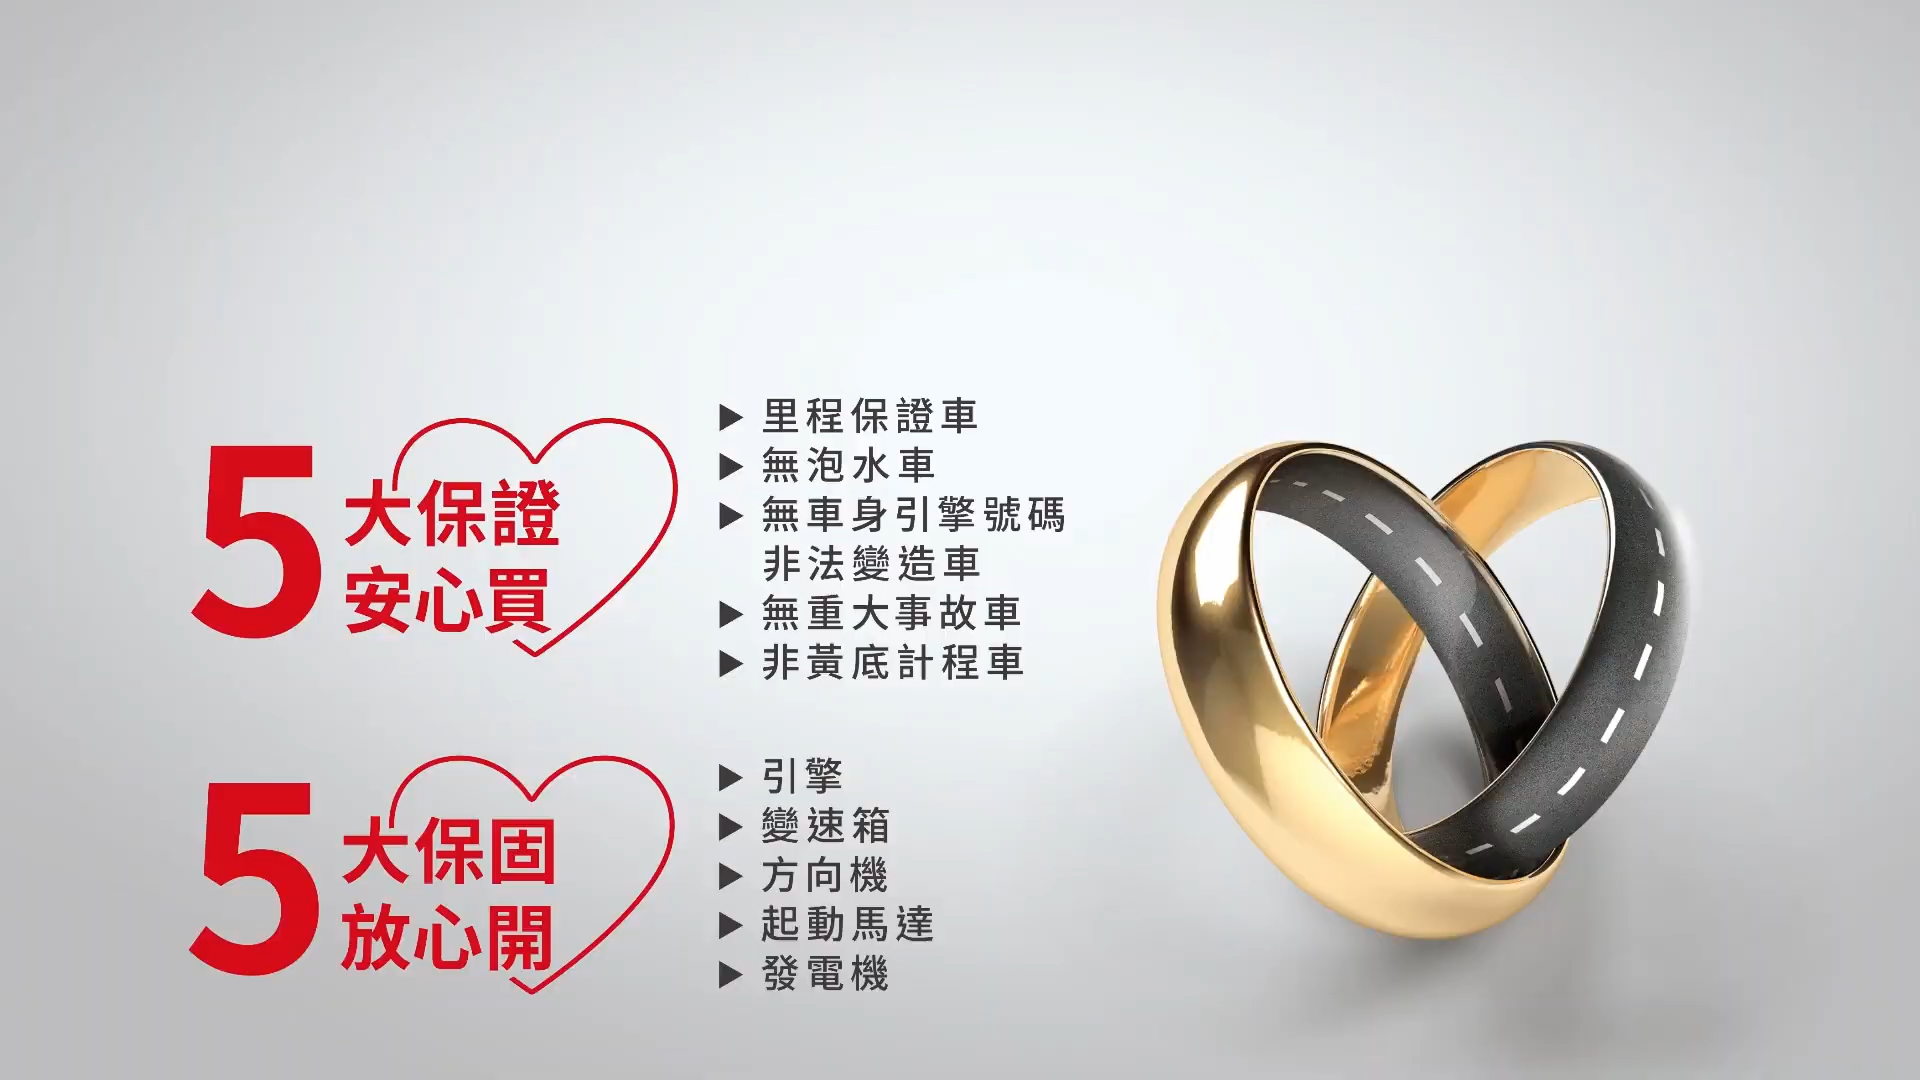 5大保證
安心買
▶ 里程保證車
▶ 無泡水車
▶ 無車身引擎號碼
非法變造車
▶ 無重大事故車
▶ 非黃底計程車
5大保固
放心開
▶ 引擎
▶ 變速箱
▶ 方向機
▶ 起動馬達
▶ 發電機